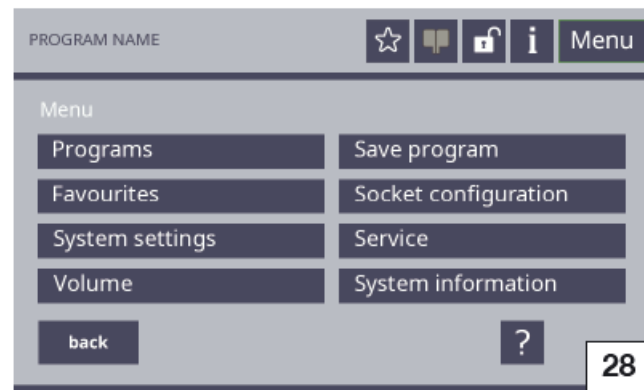 PROGRAM NAME
i Menu
Menu
Programs Save program
Favourites Socket configuration
System settings Service
Volume System information
back ?
28